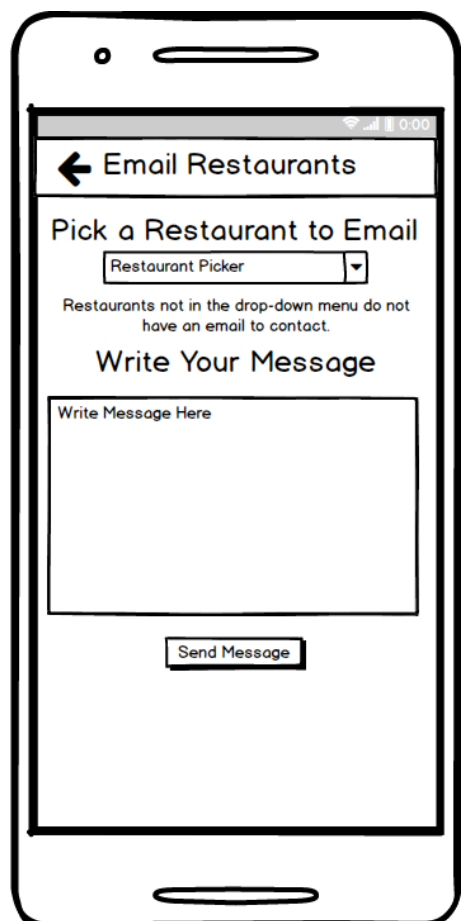 0:00
Email Restaurants
Pick a Restaurant to Email
Restaurant Picker
Restaurants not in the drop-down menu do not
have an email to contact.
Write Your Message
Write Message Here
Send Message